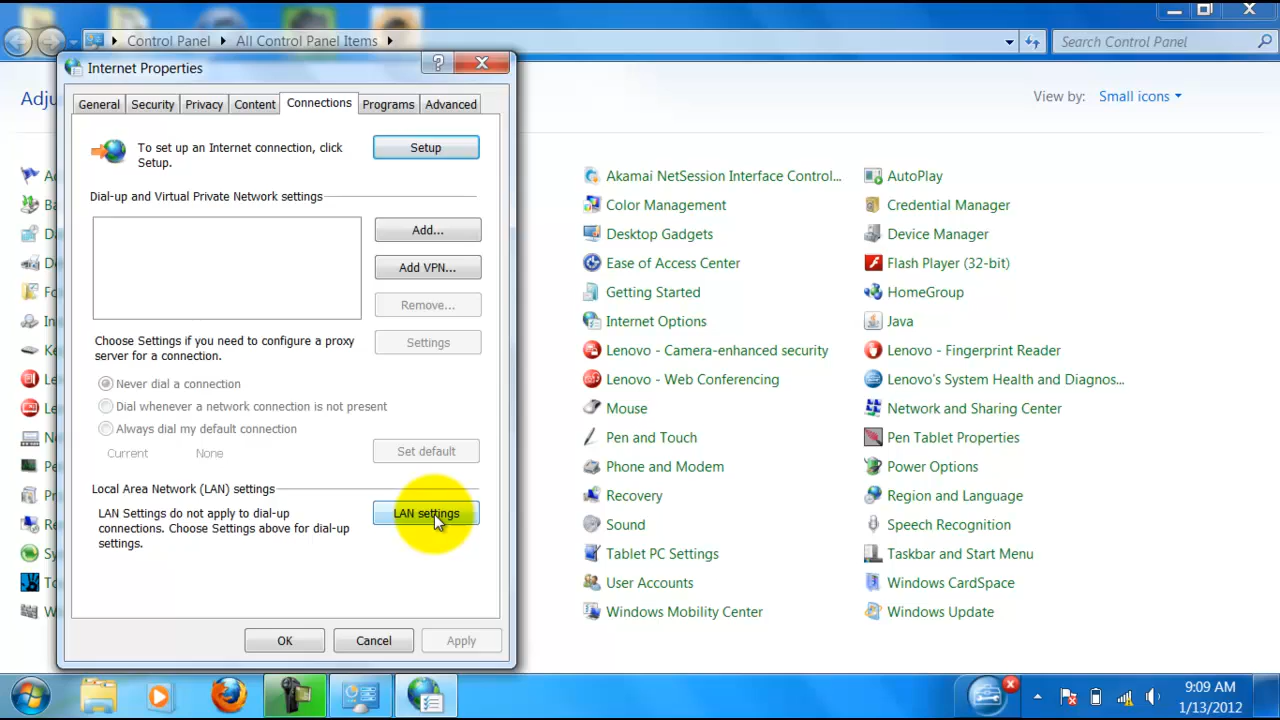 Control Panel
All Control Panel Items
Search Control Panel
Internet Properties
?
Adju
View by: Small icons
General
Security
Privacy
Content
Connections
Programs
Advanced
To set up an Internet connection, click
Setup.
Setup
Dial-up and Virtual Private Network settings
Add...
Add VPN...
Remove...
Choose Settings if you need to configure a proxy
server for a connection.
Settings
Never dial a connection
Dial whenever a network connection is not present
Always dial my default connection
Current
None
Set default
Local Area Network (LAN) settings
LAN Settings do not apply to dial-up
connections. Choose Settings above for dial-up
settings.
LAN settings
OK
Cancel
Apply
Akamai NetSession Interface Control...
Color Management
Desktop Gadgets
Ease of Access Center
Getting Started
Internet Options
Lenovo - Camera-enhanced security
Lenovo - Web Conferencing
Mouse
Pen and Touch
Phone and Modem
Recovery
Sound
Tablet PC Settings
User Accounts
Windows Mobility Center
AutoPlay
Credential Manager
Device Manager
Flash Player (32-bit)
HomeGroup
Java
Lenovo - Fingerprint Reader
Lenovo's System Health and Diagnos...
Network and Sharing Center
Pen Tablet Properties
Power Options
Region and Language
Speech Recognition
Taskbar and Start Menu
Windows CardSpace
Windows Update
9:09 AM
1/13/2012